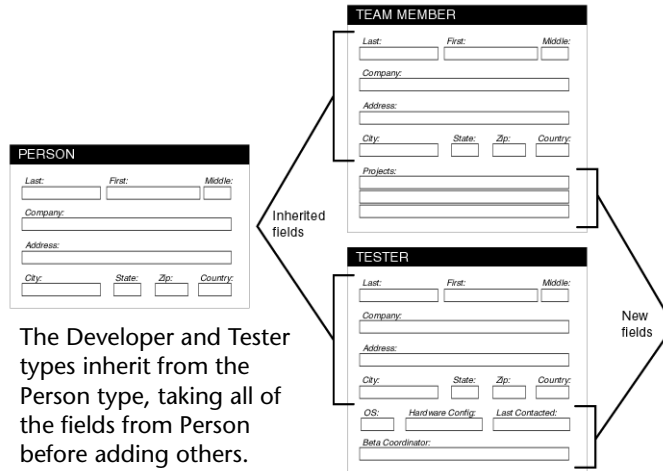 TEAM MEMBER
Last: First: Middle:
Company:
Address:
City: State: Zip: Country:
Projects:
PERSON
Last: First: Middle:
Company:
Address:
City: State: Zip: Country:
Inherited
fields
The Developer and Tester
types inherit from the
Person type, taking all of
the fields from Person
before adding others.
TESTER
Last: First: Middle:
Company:
Address:
City: State: Zip: Country:
OS: Hardware Config: Last Contacted:
Beta Coordinator:
New
fields